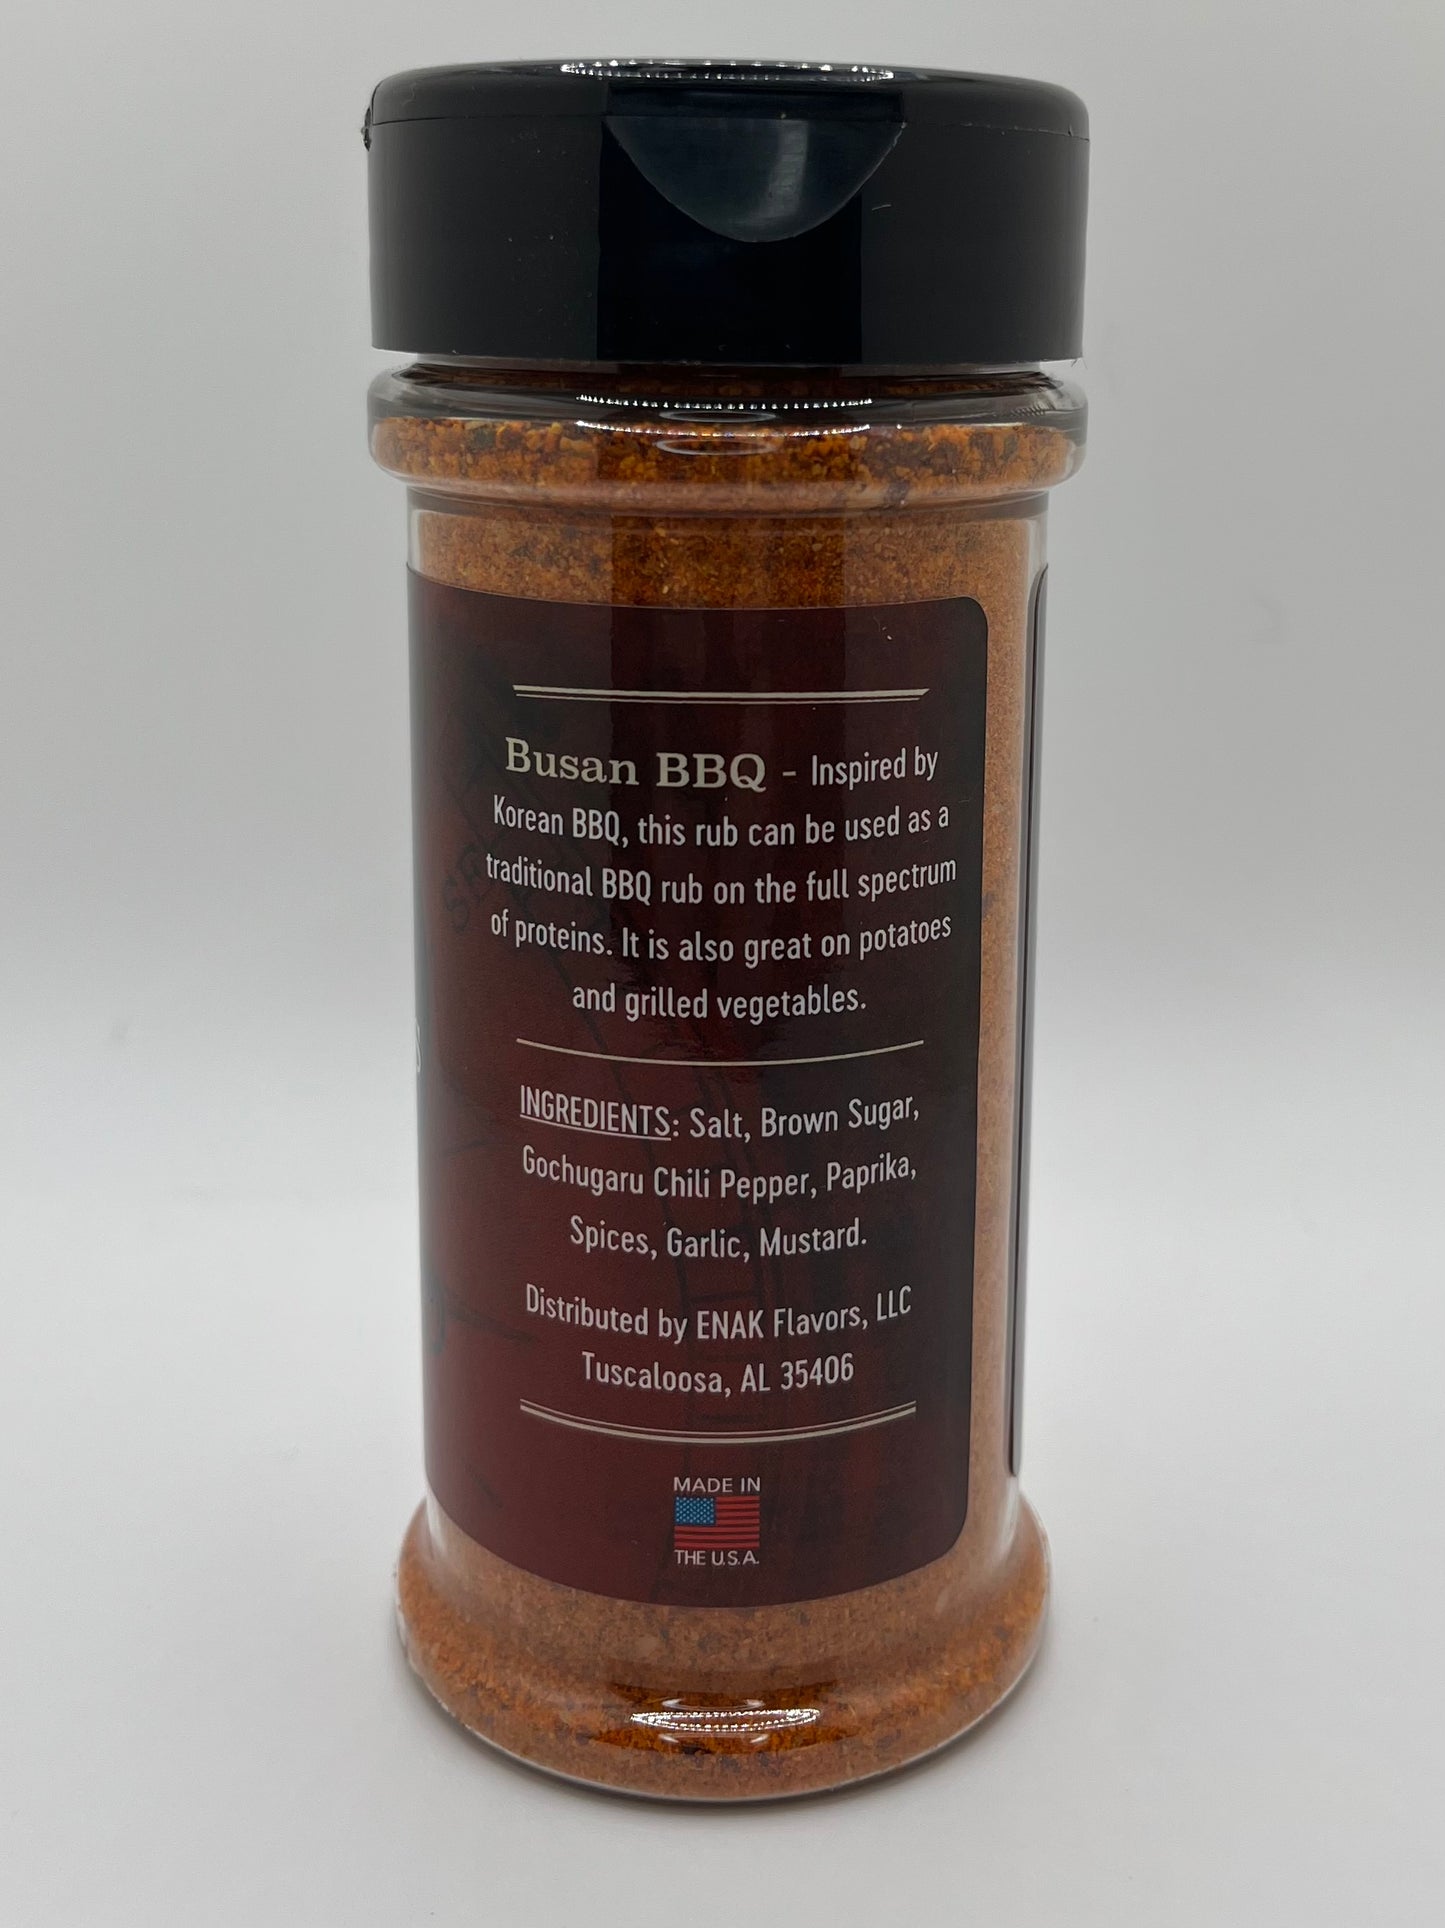 Busan BBQ - Inspired by
Korean BBQ, this rub can be used as a
traditional BBQ rub on the full spectrum
of proteins. It is also great on potatoes
and grilled vegetables.
INGREDIENTS: Salt, Brown Sugar,
Gochugaru Chili Pepper, Paprika,
Spices, Garlic, Mustard.
Distributed by ENAK Flavors, LLC
Tuscaloosa, AL 35406
MADE IN
THE U.S.A.